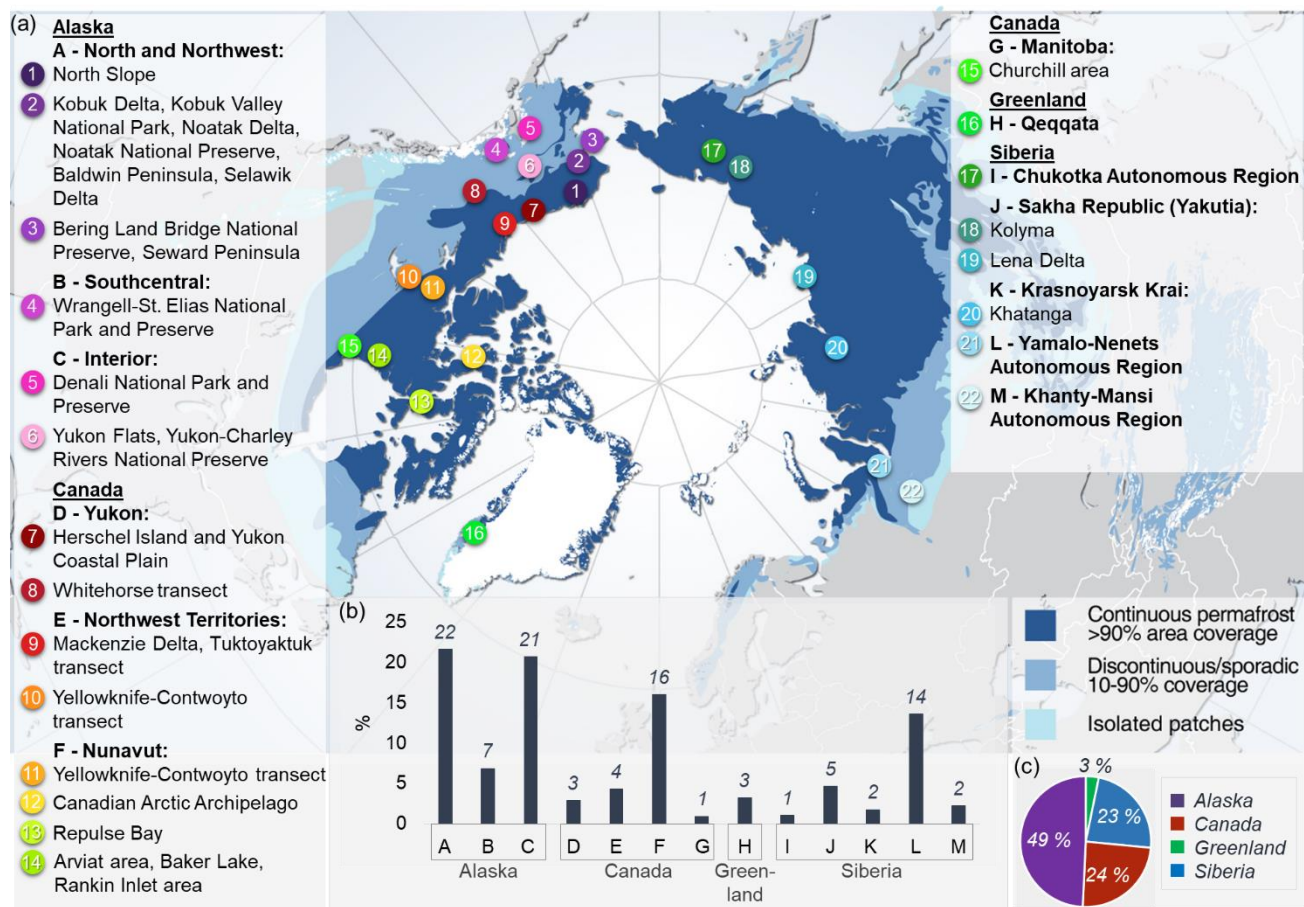 (a)
Alaska
A - North and Northwest:
1 North Slope
2 Kobuk Delta, Kobuk Valley
National Park, Noatak Delta,
Noatak National Preserve,
Baldwin Peninsula, Selawik
Delta
3 Bering Land Bridge National
Preserve, Seward Peninsula
B - Southcentral:
4 Wrangell-St. Elias National
Park and Preserve
C - Interior:
5 Denali National Park and
Preserve
6 Yukon Flats, Yukon-Charley
Rivers National Preserve
Canada
D - Yukon:
7 Herschel Island and Yukon
Coastal Plain
8 Whitehorse transect
E - Northwest Territories:
9 Mackenzie Delta, Tuktoyaktuk
transect
10 Yellowknife-Contwoyto
transect
F - Nunavut:
11 Yellowknife-Contwoyto transect
12 Canadian Arctic Archipelago
13 Repulse Bay
14 Arviat area, Baker Lake,
Rankin Inlet area
5
4
3
6
2
8
1
7
9
10
11
15
14
12
13
16
17
18
19
20
21
22
Canada
G - Manitoba:
15 Churchill area
Greenland
16 H - Qeqqata
Siberia
17 I - Chukotka Autonomous Region
J - Sakha Republic (Yakutia):
18 Kolyma
19 Lena Delta
K - Krasnoyarsk Krai:
20 Khatanga
21 L - Yamalo-Nenets
Autonomous Region
22 M - Khanty-Mansi
Autonomous Region
(b)
25
20
15
10
5
0
%
22 7 21 3 4 16 1 3 1 5 2 14 2
A B C D E F G H I J K L M
Alaska Canada Green-
land Siberia
Continuous permafrost
>90% area coverage
Discontinuous/sporadic
10-90% coverage
Isolated patches
(c)
3 %
23 %
49 %
24 %
Alaska
Canada
Greenland
Siberia